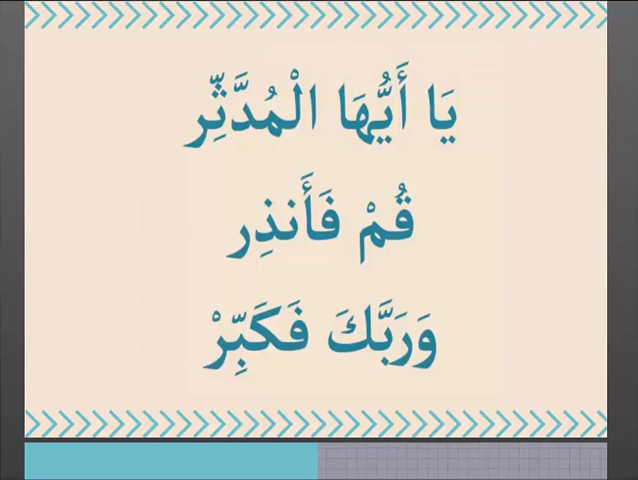 يَا أَيُّهَا الْمُدَّثِّر
قُمْ فَأَنذِر
وَرَبَّكَ فَكَبِّرْ